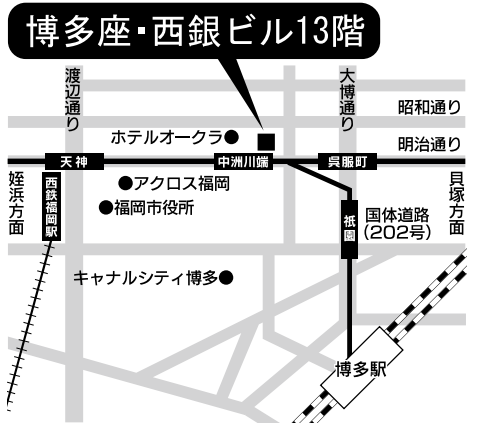 博多座・西銀ビル13階
渡辺通り
大博通り
昭和通り
ホテルオークラ
明治通り
天神
中洲川端
呉服町
姪浜方面
西鉄福岡駅
アクロス福岡
福岡市役所
祇園
国体道路
(202号)
貝塚方面
キャナルシティ博多
博多駅